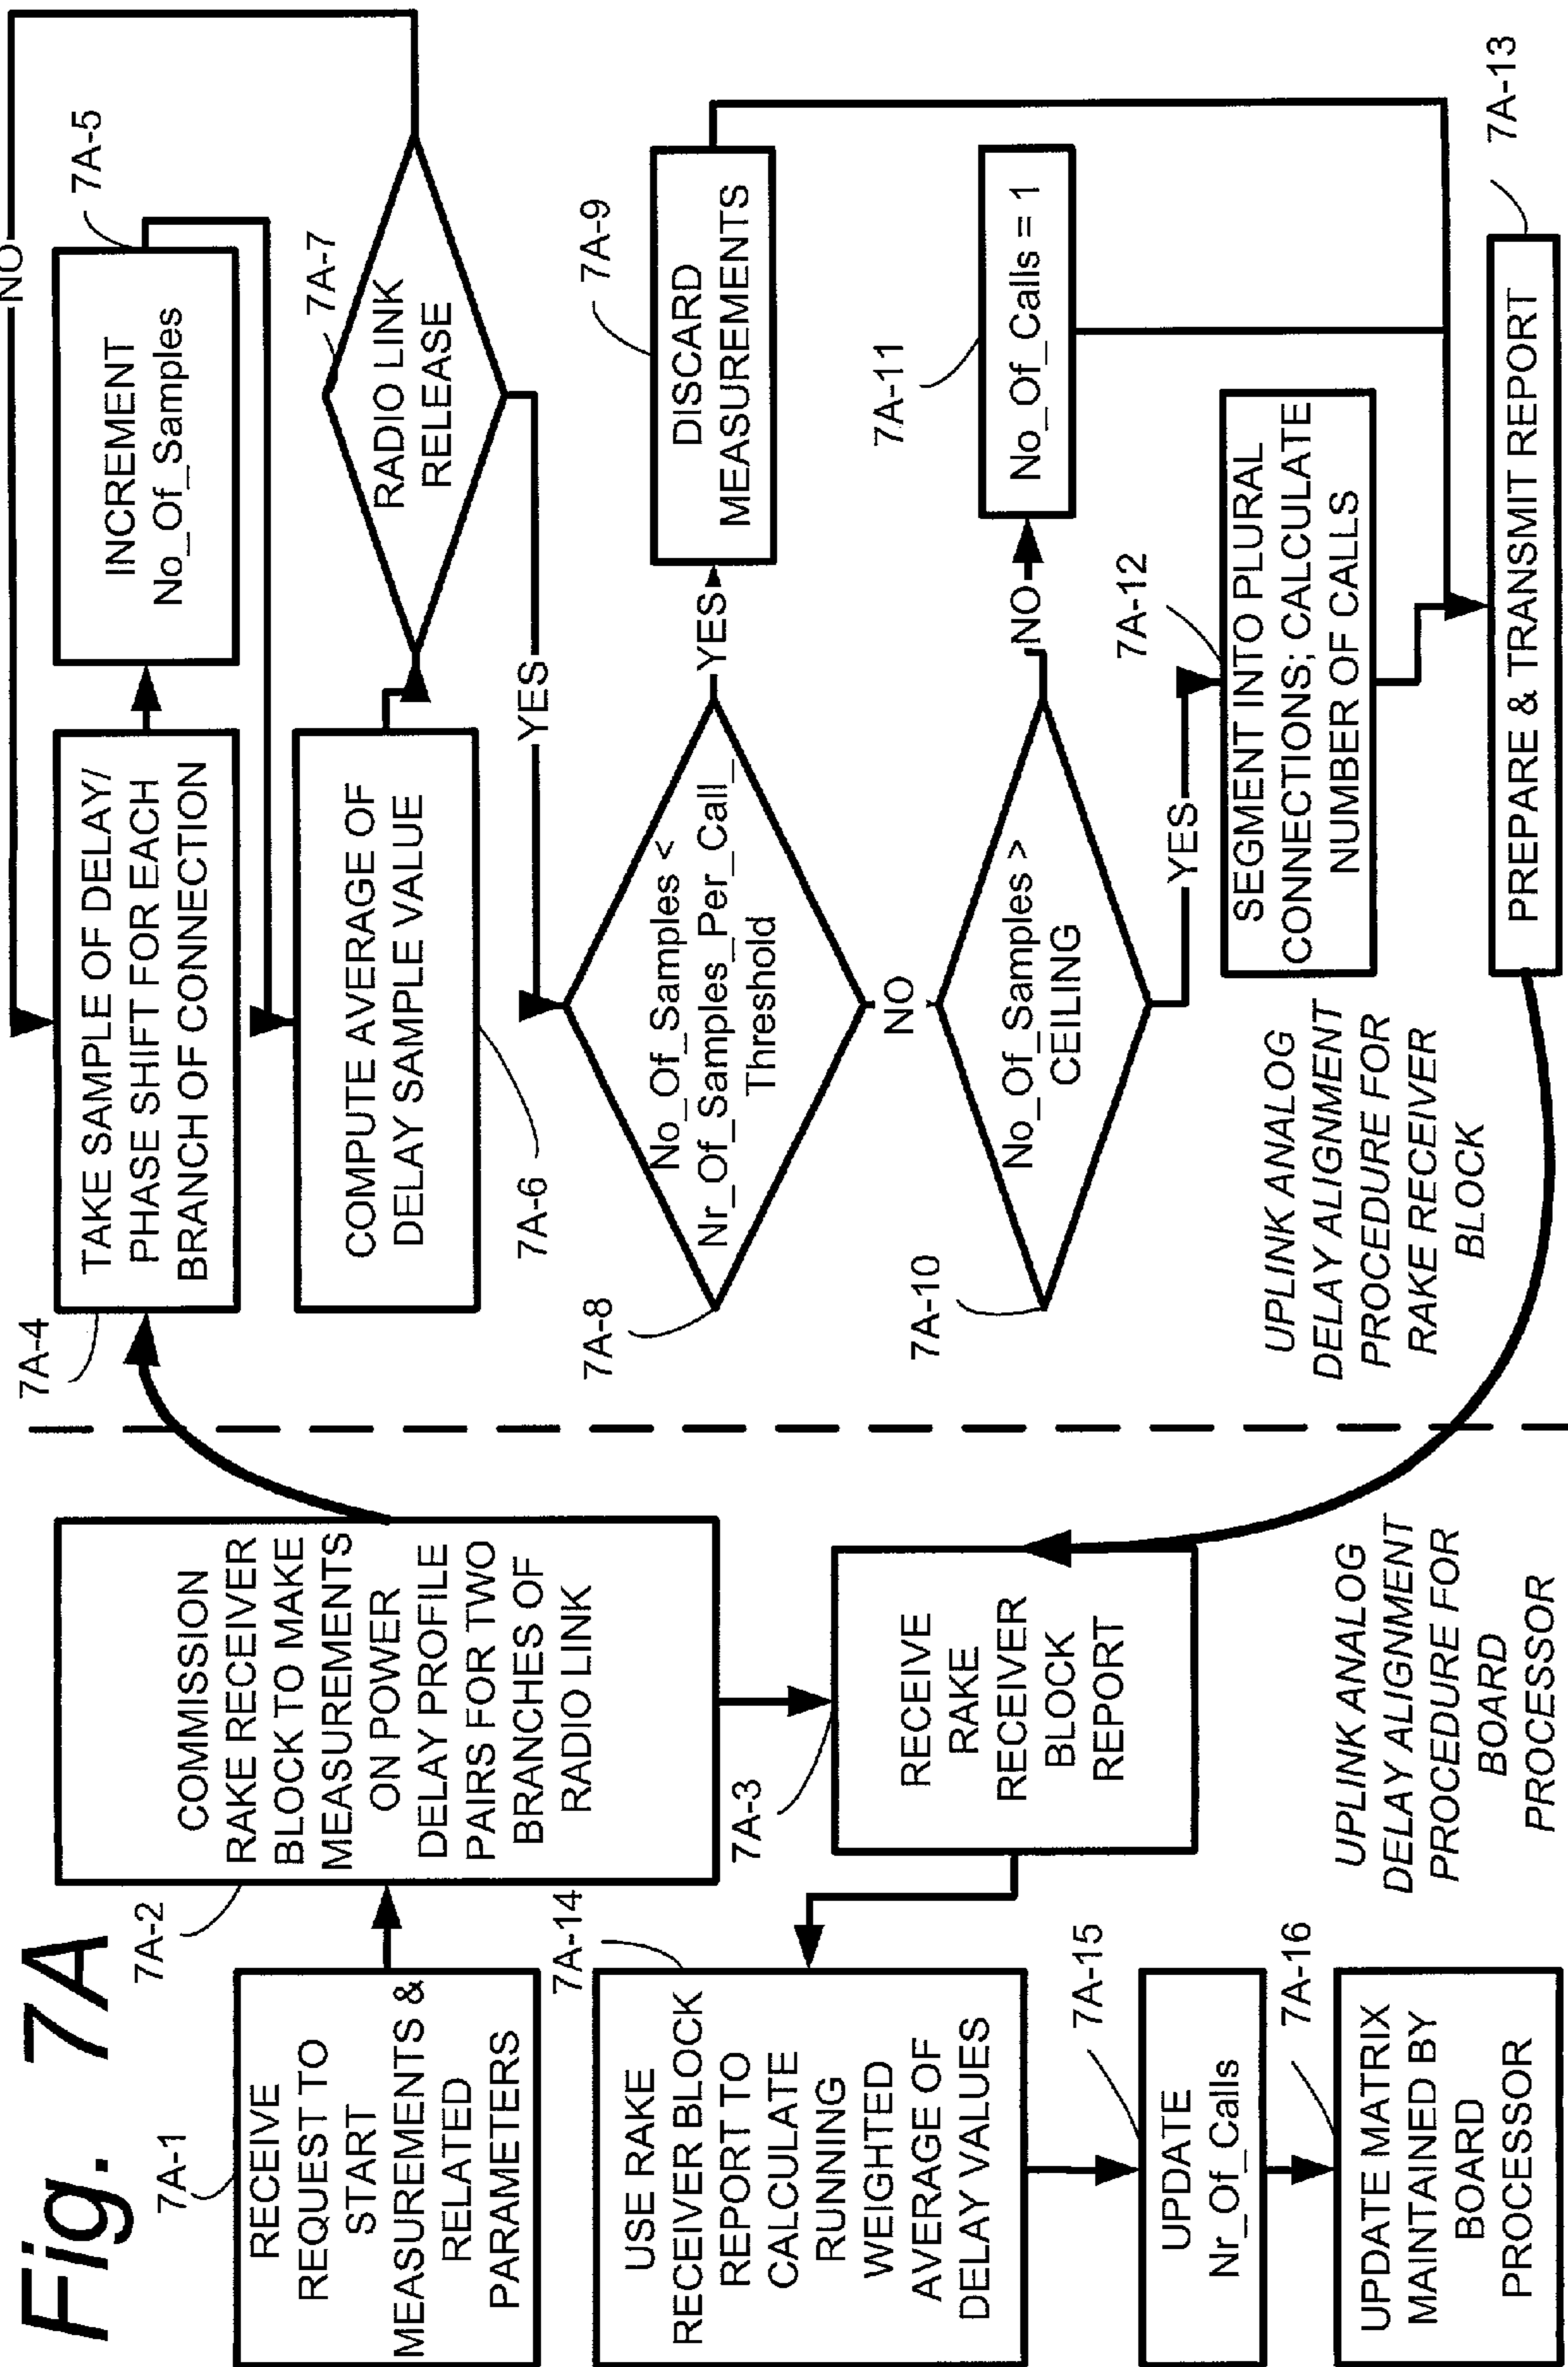 Fig. 7A
7A-1
RECEIVE
REQUEST TO
START
MEASUREMENTS &
RELATED
PARAMETERS
7A-2
COMMISSION
RAKE RECEIVER
BLOCK TO MAKE
MEASUREMENTS
ON POWER
DELAY PROFILE
PAIRS FOR TWO
BRANCHES OF
RADIO LINK
7A-3
RECEIVE
RAKE
RECEIVER
BLOCK
REPORT
7A-14
USE RAKE
RECEIVER BLOCK
REPORT TO
CALCULATE
RUNNING
WEIGHTED
AVERAGE OF
DELAY VALUES
7A-15
UPDATE
Nr_Of_Calls
7A-16
UPDATE MATRIX
MAINTAINED BY
BOARD
PROCESSOR
UPLINK ANALOG
DELAY ALIGNMENT
PROCEDURE FOR
BOARD
PROCESSOR
7A-4
TAKE SAMPLE OF DELAY/
PHASE SHIFT FOR EACH
BRANCH OF CONNECTION
7A-5
INCREMENT
No_Of_Samples
NO
7A-6
COMPUTE AVERAGE OF
DELAY SAMPLE VALUE
7A-7
RADIO LINK
RELEASE
YES
7A-8
No_Of_Samples <
Nr_Of_Samples_Per_Call_
Threshold
YES
7A-9
DISCARD
MEASUREMENTS
NO
7A-10
No_Of_Samples >
CEILING
NO
7A-11
No_Of_Calls = 1
YES
7A-12
SEGMENT INTO PLURAL
CONNECTIONS; CALCULATE
NUMBER OF CALLS
7A-13
PREPARE & TRANSMIT REPORT
UPLINK ANALOG
DELAY ALIGNMENT
PROCEDURE FOR
RAKE RECEIVER
BLOCK